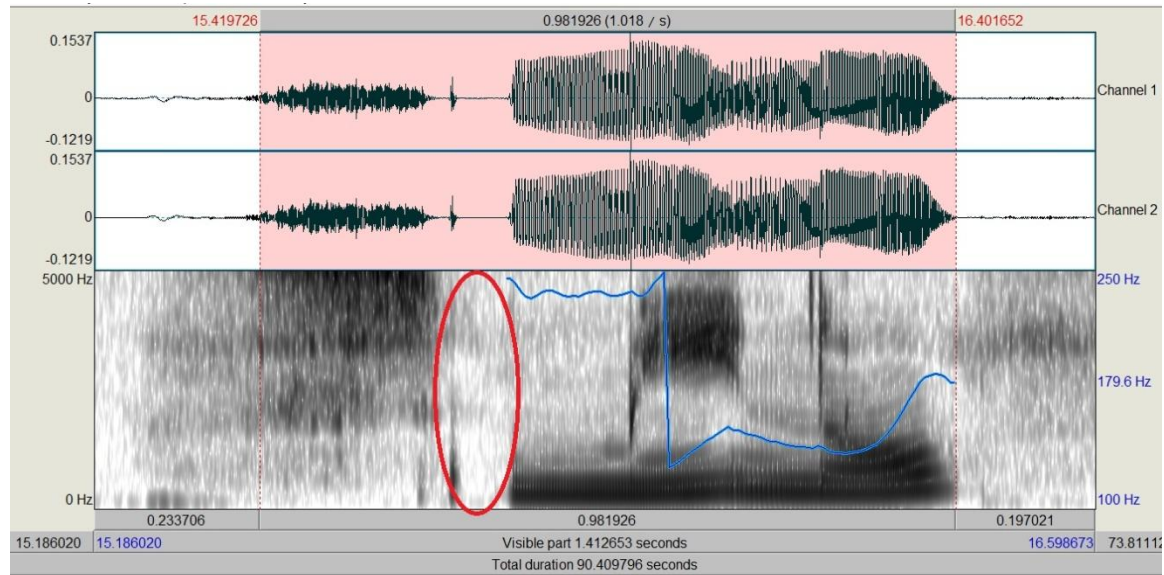 15.419726 0.981926 (1.018 / s) 16.401652
0.1537
0
-0.1219
Channel 1
0.1537
0
-0.1219
Channel 2
5000 Hz 250 Hz
179.6 Hz
0 Hz 100 Hz
0.233706 0.981926 0.197021
15.186020 15.186020 Visible part 1.412653 seconds 16.598673 73.81112
Total duration 90.409796 seconds